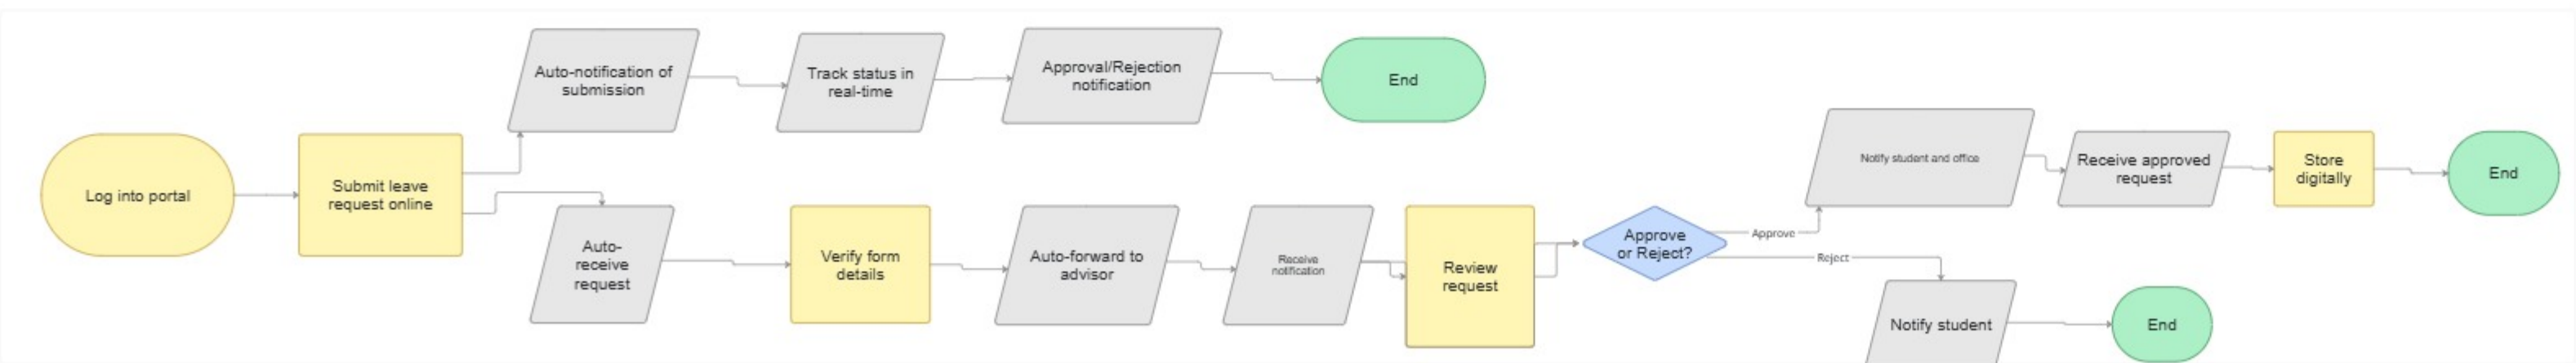 Log into portal
Submit leave
request online
Auto-notification of
submission
Track status in
real-time
Approval/Rejection
notification
End
Auto-
receive
request
Verify form
details
Auto-forward to
advisor
Receive
notification
Review
request
Approve
or Reject?
Approve
Notify student and office
Receive approved
request
Store
digitally
End
Reject
Notify student
End